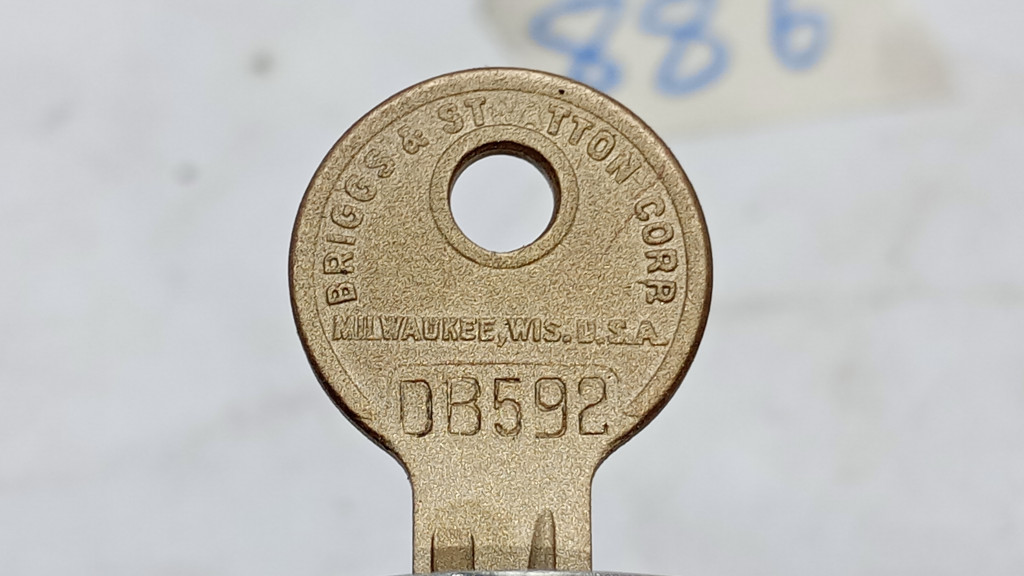 886
BRIGGS & STRATTON CORP.
MILWAUKEE, WIS. U.S.A.
DB592